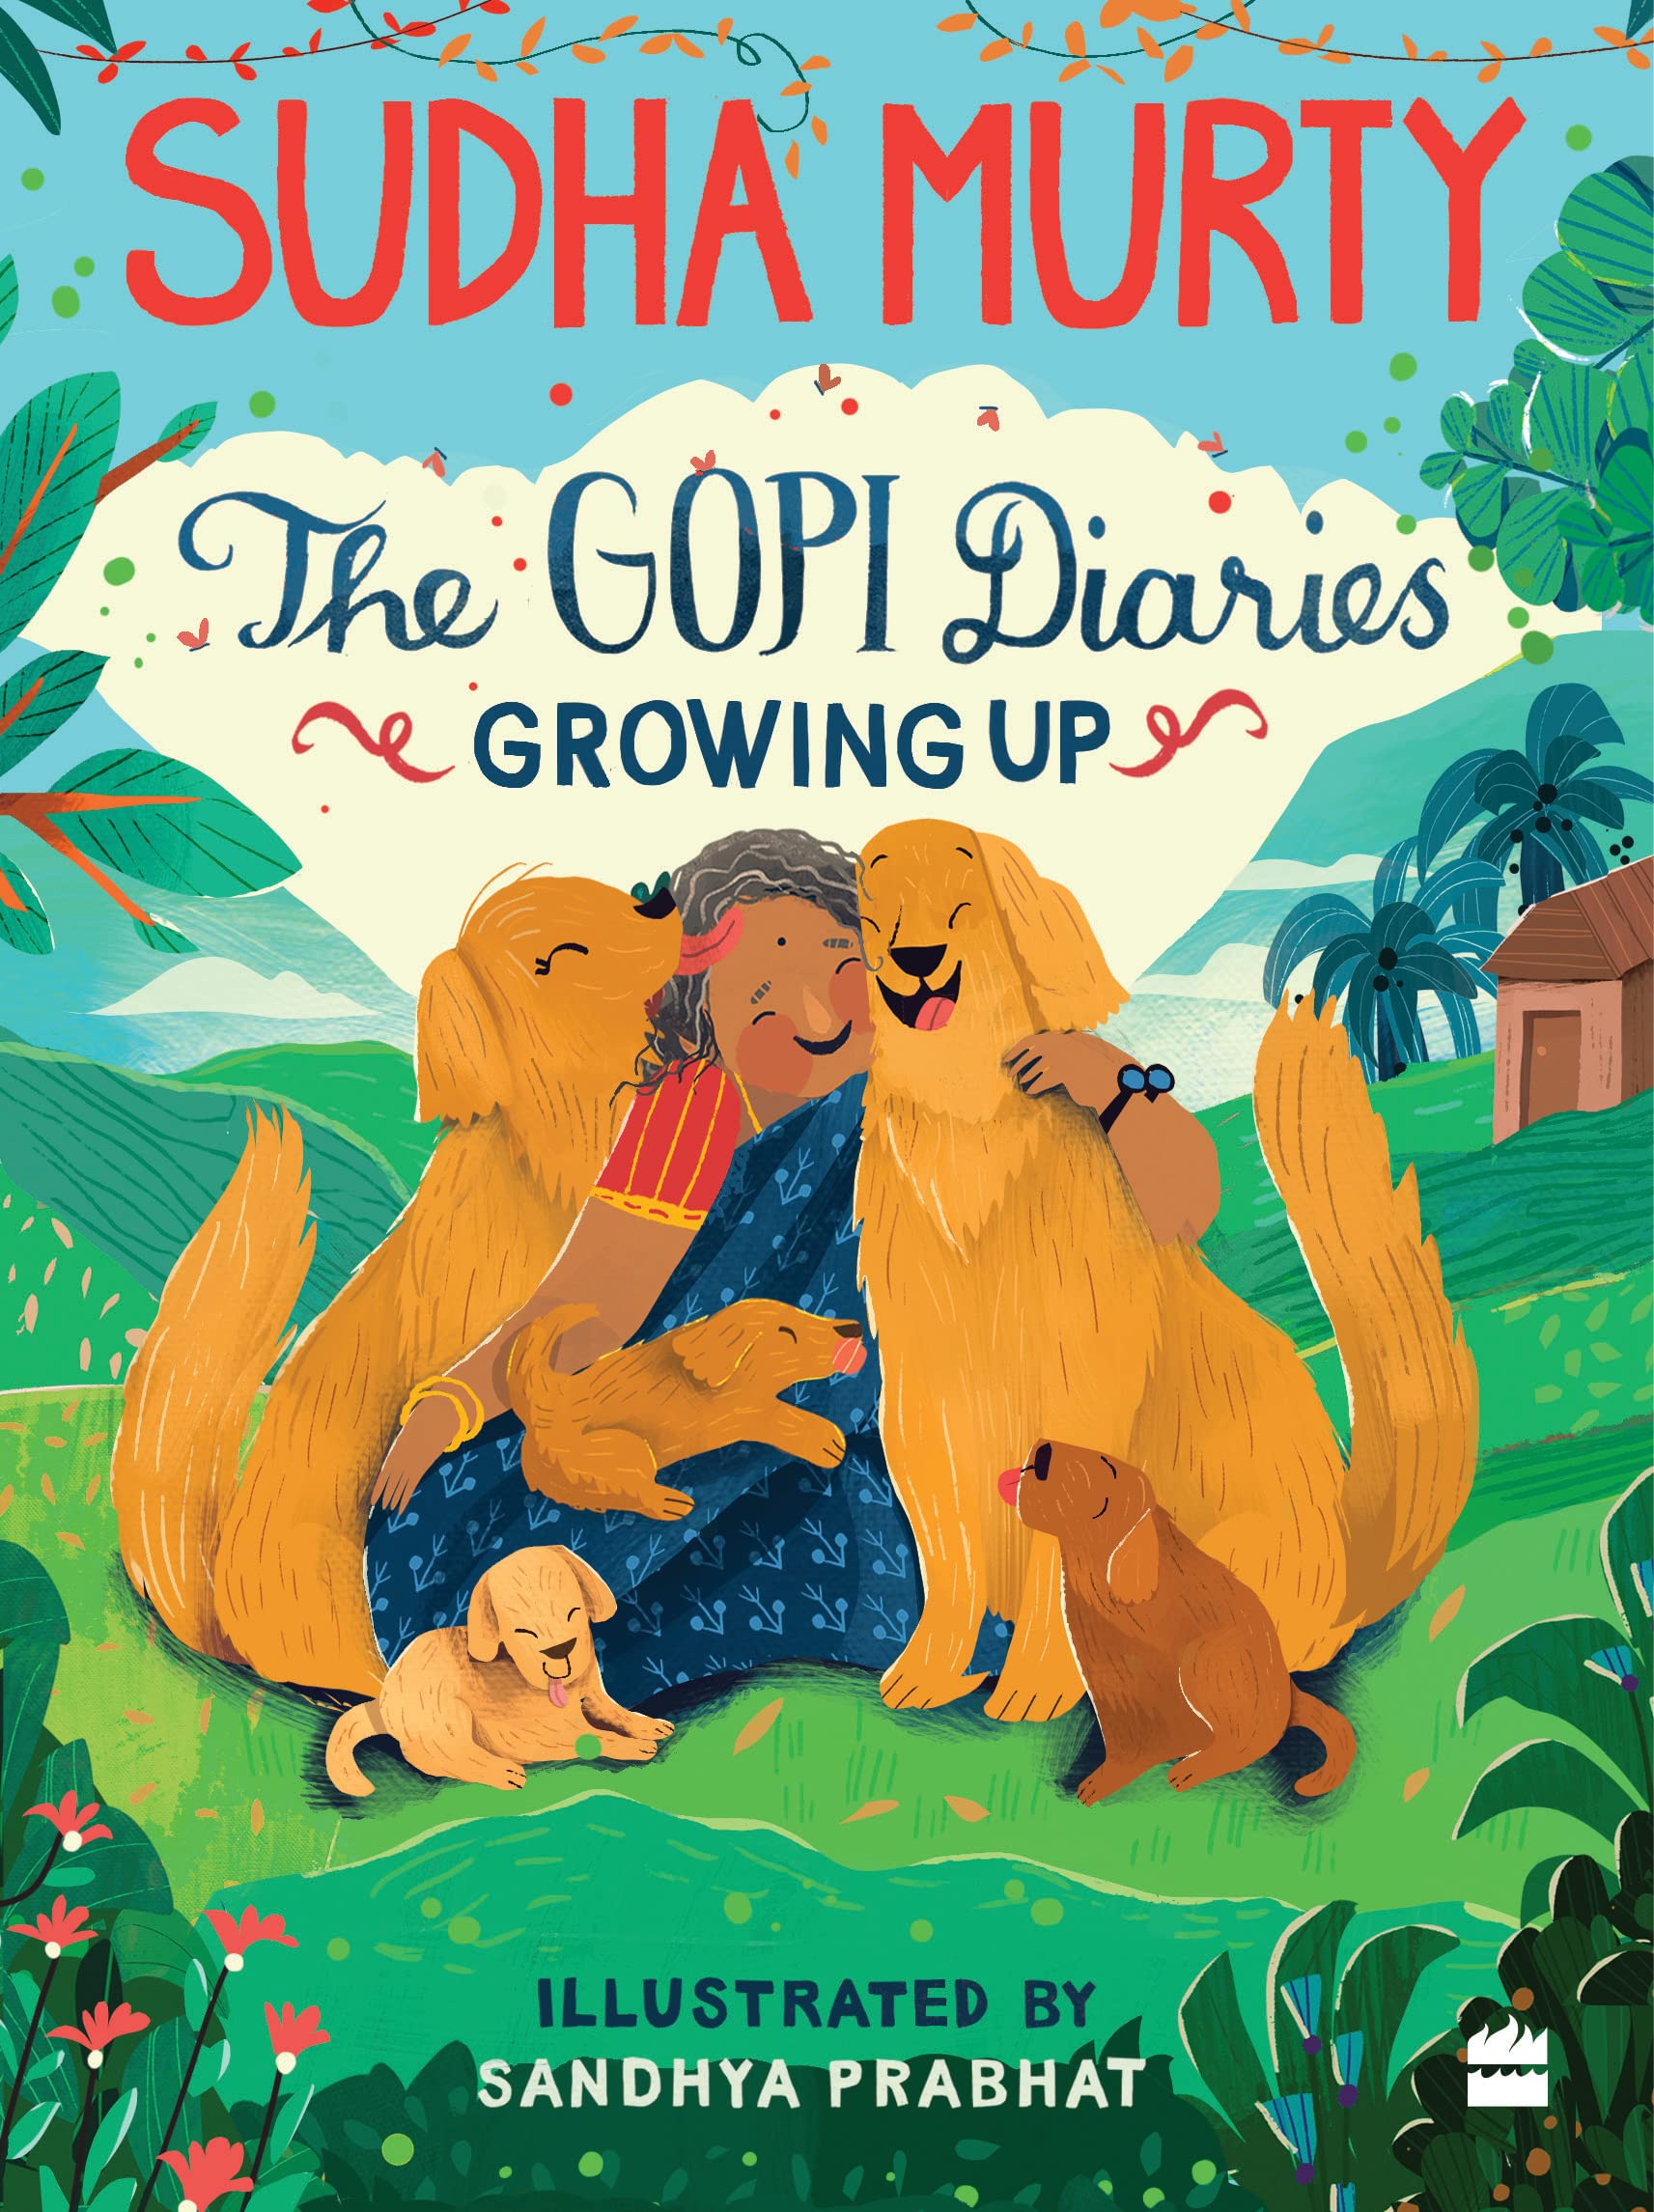 SUDHA MURTY
The GOPI Diaries
GROWING UP
ILLUSTRATED BY
SANDHYA PRABHAT